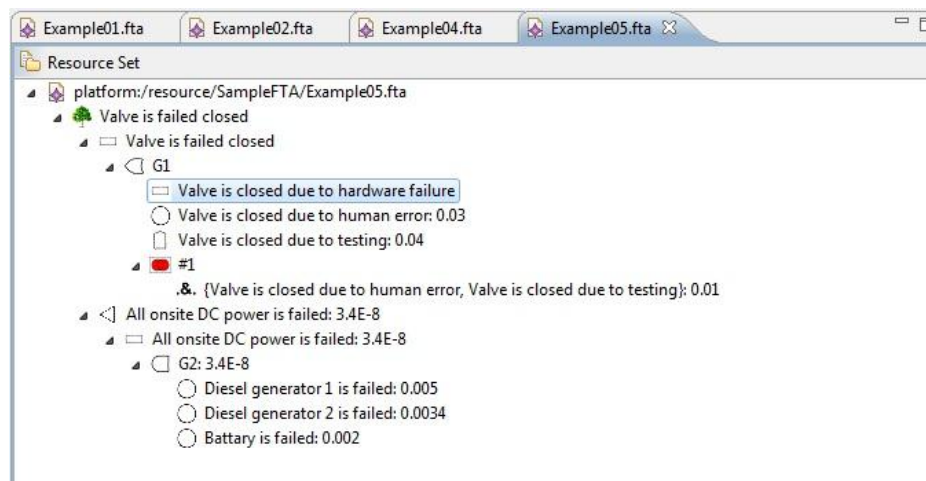 Example01.fta Example02.fta Example04.fta Example05.fta
Resource Set
platform:/resource/SampleFTA/Example05.fta
Valve is failed closed
Valve is failed closed
G1
Valve is closed due to hardware failure
Valve is closed due to human error: 0.03
Valve is closed due to testing: 0.04
#1
.&. {Valve is closed due to human error, Valve is closed due to testing}: 0.01
All onsite DC power is failed: 3.4E-8
All onsite DC power is failed: 3.4E-8
G2: 3.4E-8
Diesel generator 1 is failed: 0.005
Diesel generator 2 is failed: 0.0034
Battary is failed: 0.002